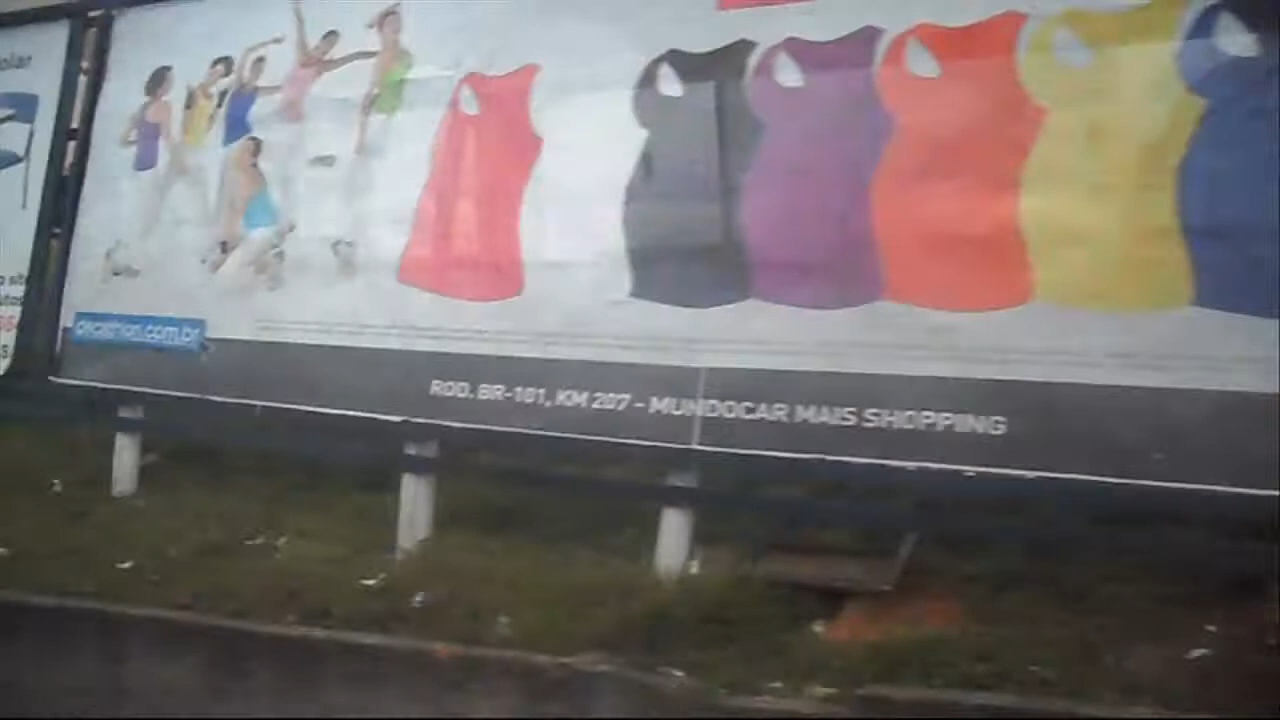 decathlon.com.br
ROD. BR-101, KM 207 - MUNDOCAR MAIS SHOPPING